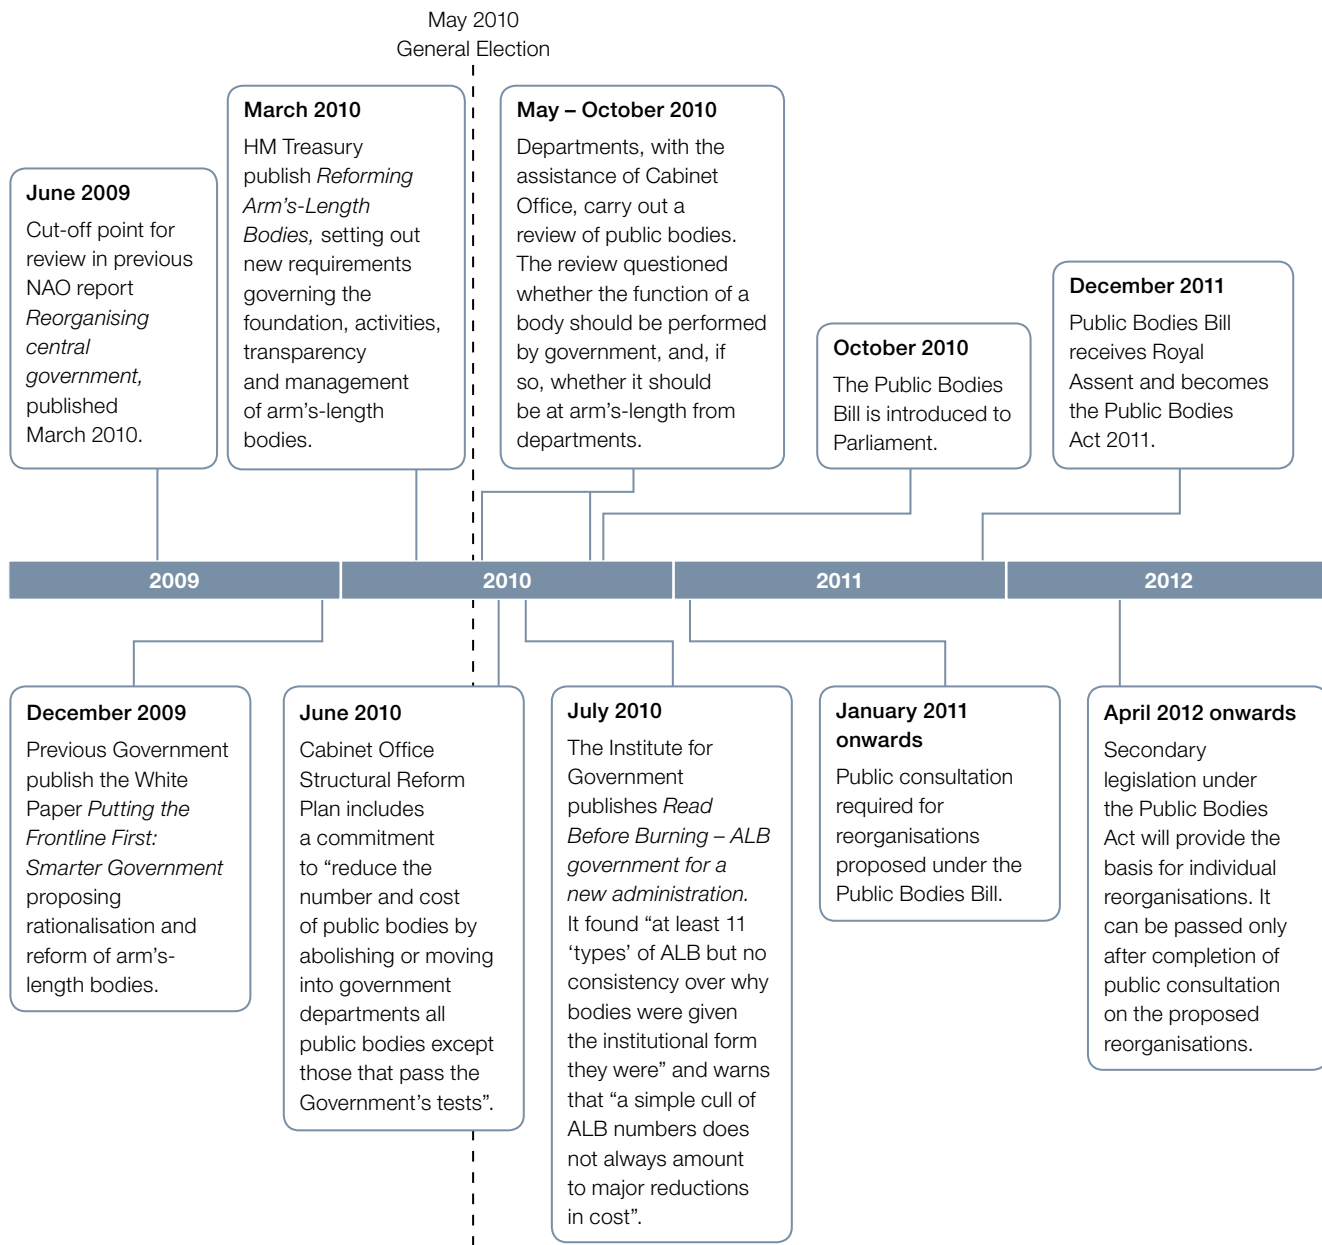 May 2010
General Election
June 2009
Cut-off point for
review in previous
NAO report
Reorganising
central
government,
published
March 2010.
March 2010
HM Treasury
publish Reforming
Arm’s-Length
Bodies, setting out
new requirements
governing the
foundation, activities,
transparency
and management
of arm’s-length
bodies.
May – October 2010
Departments, with the
assistance of Cabinet
Office, carry out a
review of public bodies.
The review questioned
whether the function of a
body should be performed
by government, and, if
so, whether it should
be at arm’s-length from
departments.
October 2010
The Public Bodies
Bill is introduced to
Parliament.
December 2011
Public Bodies Bill
receives Royal
Assent and becomes
the Public Bodies
Act 2011.
2009
2010
2011
2012
December 2009
Previous Government
publish the White
Paper Putting the
Frontline First:
Smarter Government
proposing
rationalisation and
reform of arm’s-
length bodies.
June 2010
Cabinet Office
Structural Reform
Plan includes
a commitment
to “reduce the
number and cost
of public bodies by
abolishing or moving
into government
departments all
public bodies except
those that pass the
Government’s tests”.
July 2010
The Institute for
Government
publishes Read
Before Burning – ALB
government for a
new administration.
It found “at least 11
‘types’ of ALB but no
consistency over why
bodies were given
the institutional form
they were” and warns
that “a simple cull of
ALB numbers does
not always amount
to major reductions
in cost”.
January 2011
onwards
Public consultation
required for
reorganisations
proposed under the
Public Bodies Bill.
April 2012 onwards
Secondary
legislation under
the Public Bodies
Act will provide the
basis for individual
reorganisations. It
can be passed only
after completion of
public consultation
on the proposed
reorganisations.